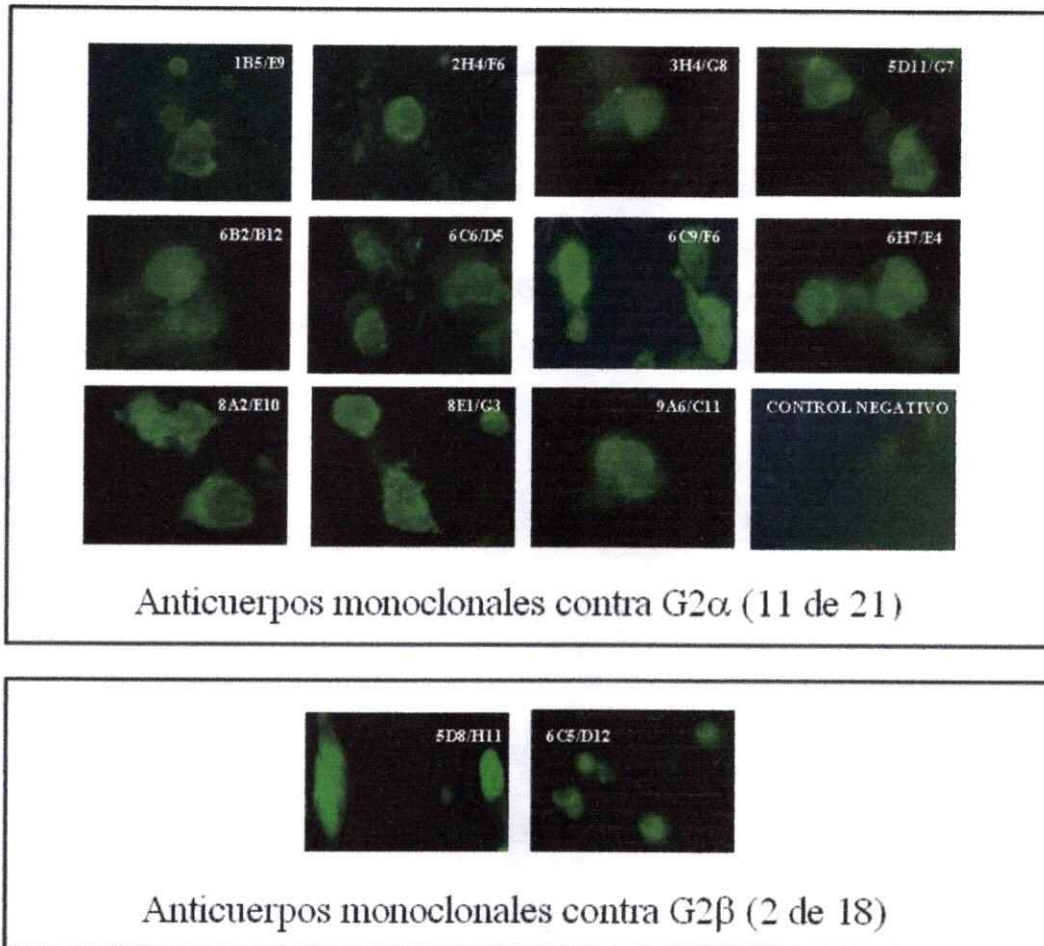 1B5/E9
2H4/F6
3H4/G8
5D11/G7
6B2/B12
6C6/D5
6C9/F6
6H7/E4
8A2/E10
8E1/G3
9A6/C11
CONTROL NEGATIVO
Anticuerpos monoclonales contra G2α (11 de 21)
5D8/H11
6C5/D12
Anticuerpos monoclonales contra G2β (2 de 18)